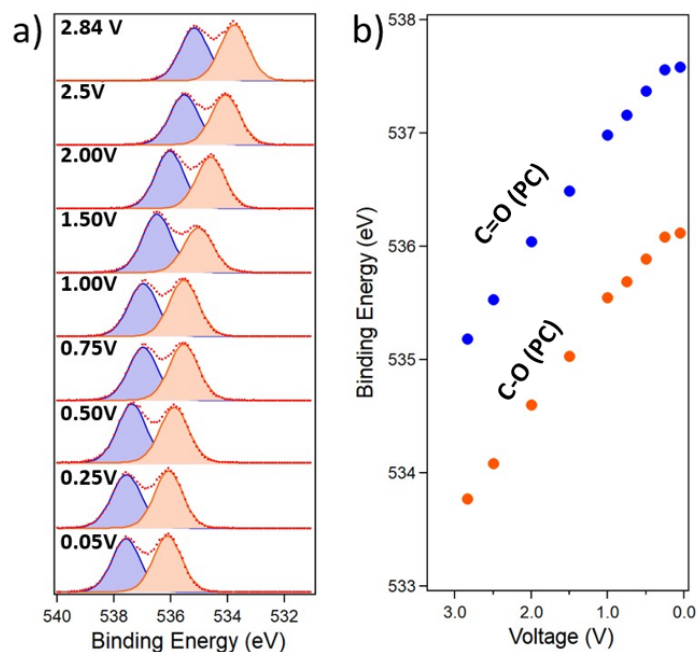 a)
2.84 V
2.5V
2.00V
1.50V
1.00V
0.75V
0.50V
0.25V
0.05V
540 538 536 534 532
Binding Energy (eV)
b)
538
537
536
535
534
533
Binding Energy (eV)
C=O (PC)
C-O (PC)
3.0 2.0 1.0 0.0
Voltage (V)